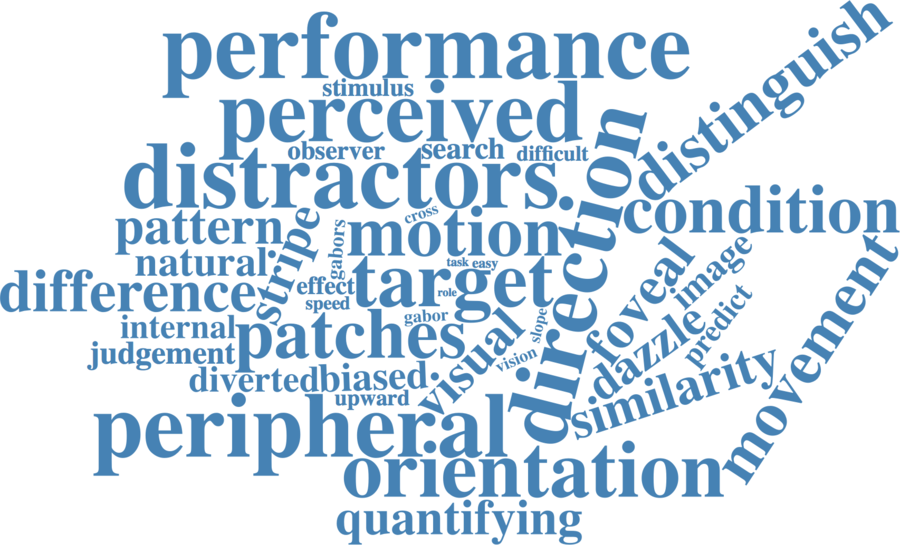 performance
stimulus
distinguish
perceived
observer
search
difficult
distractors.
direction
condition
cross
pattern
stripe
gabors
motion
natural
task
easy
target
foveal
image
movement
difference
effect
role
speed
gabor
internal
patches
slope
predict
judgement
visual
vision
dazzle
diverted
biased.
similarity
upward
peripheral
orientation
quantifying